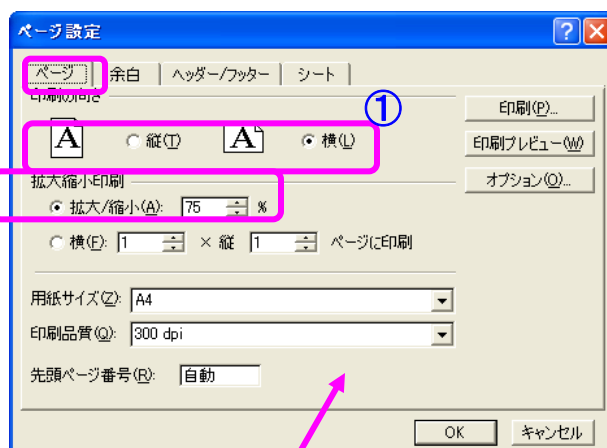 ページ設定
ページ 余白 ヘッダー/フッター シート
印刷の向き
①
A 縦(T) A 横(L)
印刷(P)...
印刷プレビュー(W)
オプション(O)...
拡大縮小印刷
拡大/縮小(A): 75 %
横(F): 1 × 縦 1 ページに印刷
用紙サイズ(Z): A4
印刷品質(Q): 300 dpi
先頭ページ番号(R): 自動
OK キャンセル